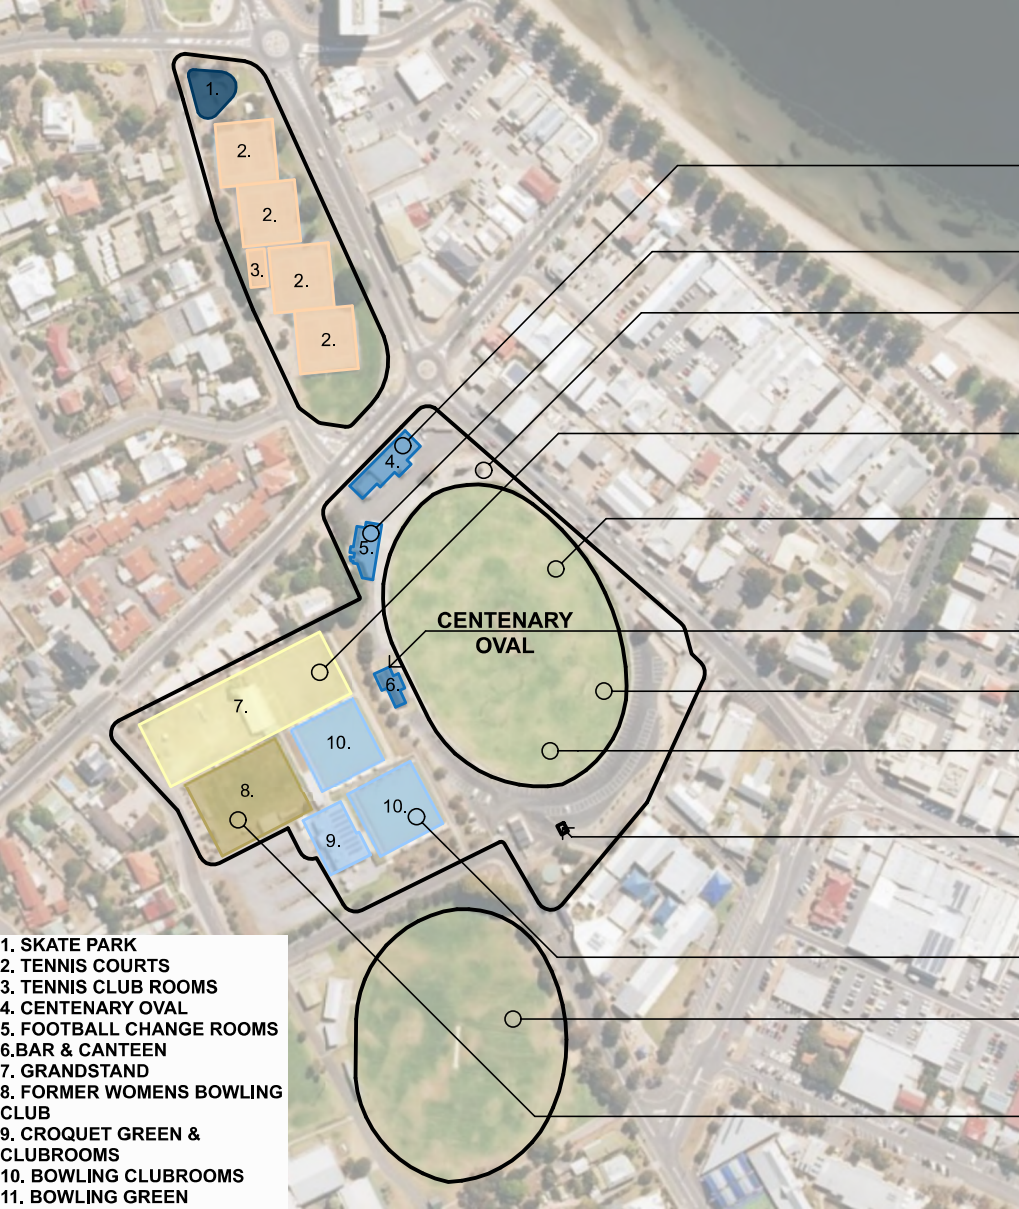 1.
2.
2.
3.
2.
2.
4.
5.
CENTENARY
OVAL
6.
7.
10.
8.
10.
9.
1. SKATE PARK
2. TENNIS COURTS
3. TENNIS CLUB ROOMS
4. CENTENARY OVAL
5. FOOTBALL CHANGE ROOMS
6.BAR & CANTEEN
7. GRANDSTAND
8. FORMER WOMENS BOWLING
CLUB
9. CROQUET GREEN &
CLUBROOMS
10. BOWLING CLUBROOMS
11. BOWLING GREEN